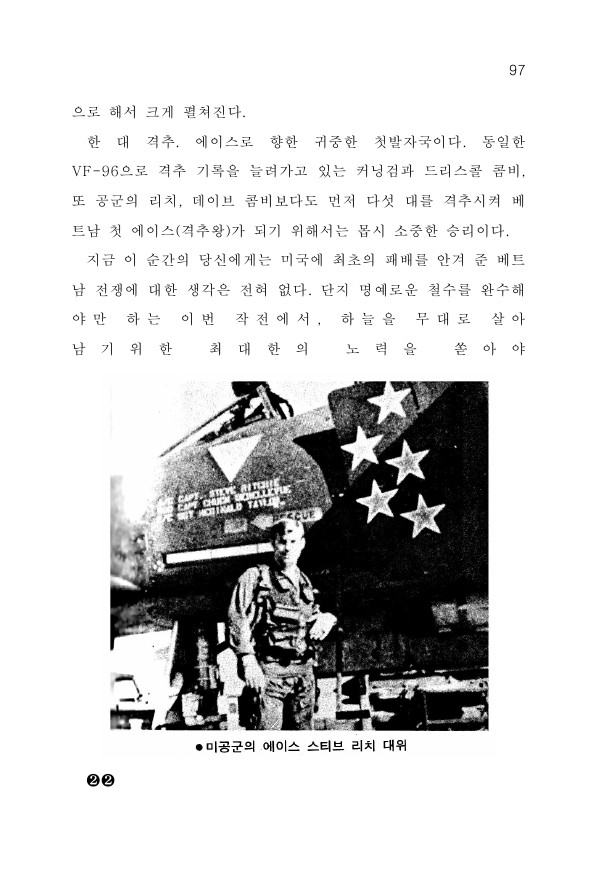 97
으로 해서 크게 펼쳐진다.
한 대 격추. 에이스로 향한 귀중한 첫발자국이다. 동일한
VF-96으로 격추 기록을 늘려가고 있는 커닝검과 드리스콜 콤비,
또 공군의 리치, 데이브 콤비보다도 먼저 다섯 대를 격추시켜 베
트남 첫 에이스(격추왕)가 되기 위해서는 몹시 소중한 승리이다.
지금 이 순간의 당신에게는 미국에 최초의 패배를 안겨 준 베트
남 전쟁에 대한 생각은 전혀 없다. 단지 명예로운 철수를 완수해
야만 하는 이번 작전에서, 하늘을 무대로 살아
남기위한 최대한의 노력을 쏟아야
CAPT. STEVE RITCHIE
CAPT CHUCK
SGT TAYLOR
RESCUE
●미공군의 에이스 스티브 리치 대위
❷❷